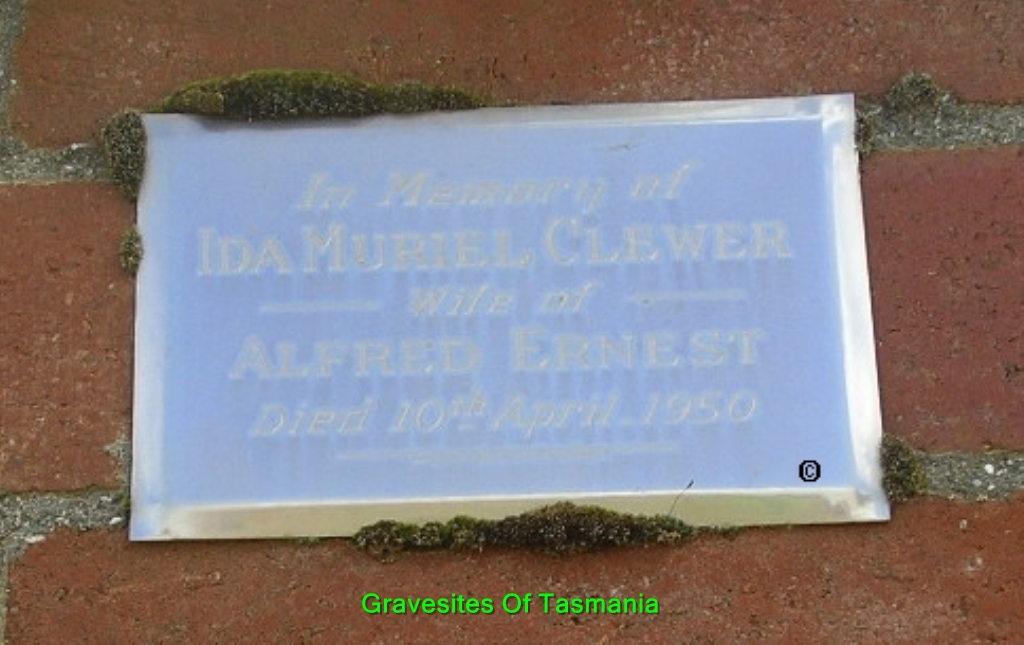 In Memory of
IDA MURIEL CLEWER
Wife of
ALFRED ERNEST
Died 10th April 1950
©
Gravesites Of Tasmania